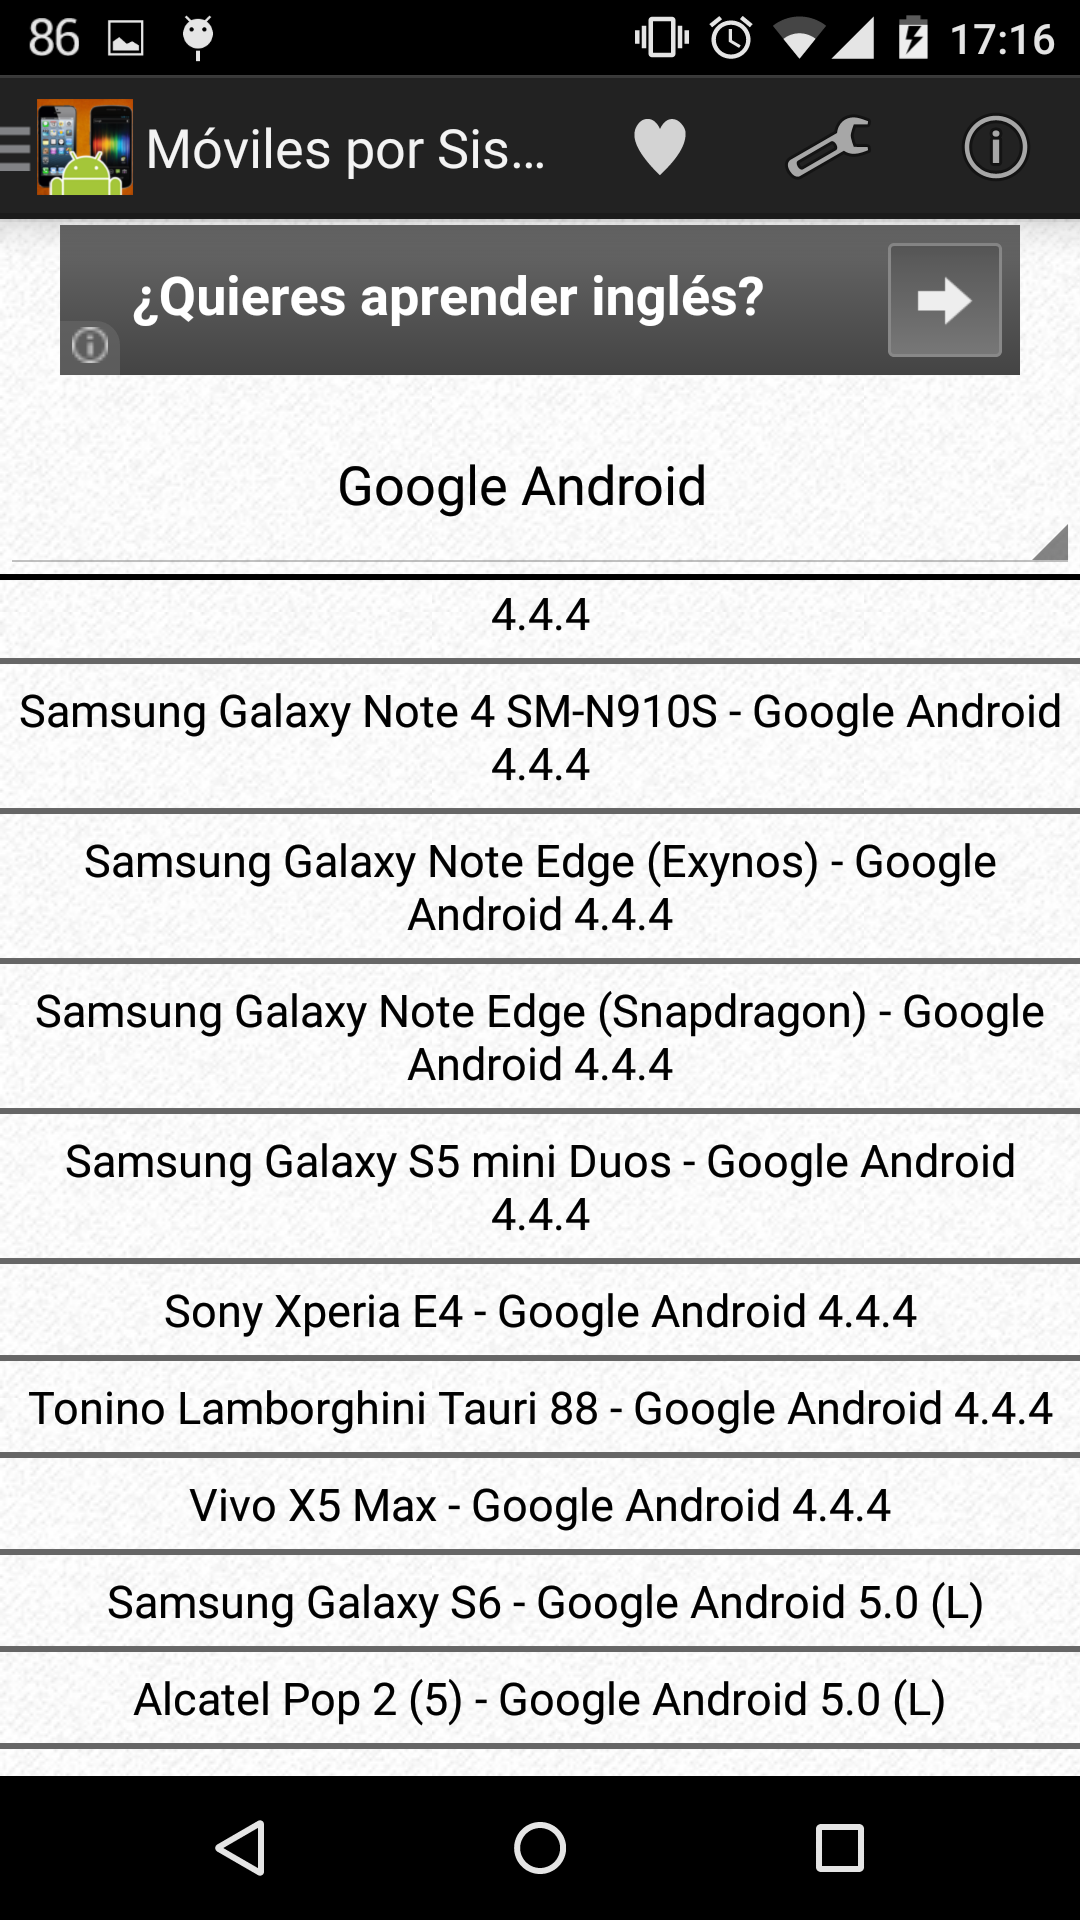 86
17:16
Móviles por Sis...
¿Quieres aprender inglés?
Google Android
4.4.4
Samsung Galaxy Note 4 SM-N910S - Google Android
4.4.4
Samsung Galaxy Note Edge (Exynos) - Google
Android 4.4.4
Samsung Galaxy Note Edge (Snapdragon) - Google
Android 4.4.4
Samsung Galaxy S5 mini Duos - Google Android
4.4.4
Sony Xperia E4 - Google Android 4.4.4
Tonino Lamborghini Tauri 88 - Google Android 4.4.4
Vivo X5 Max - Google Android 4.4.4
Samsung Galaxy S6 - Google Android 5.0 (L)
Alcatel Pop 2 (5) - Google Android 5.0 (L)